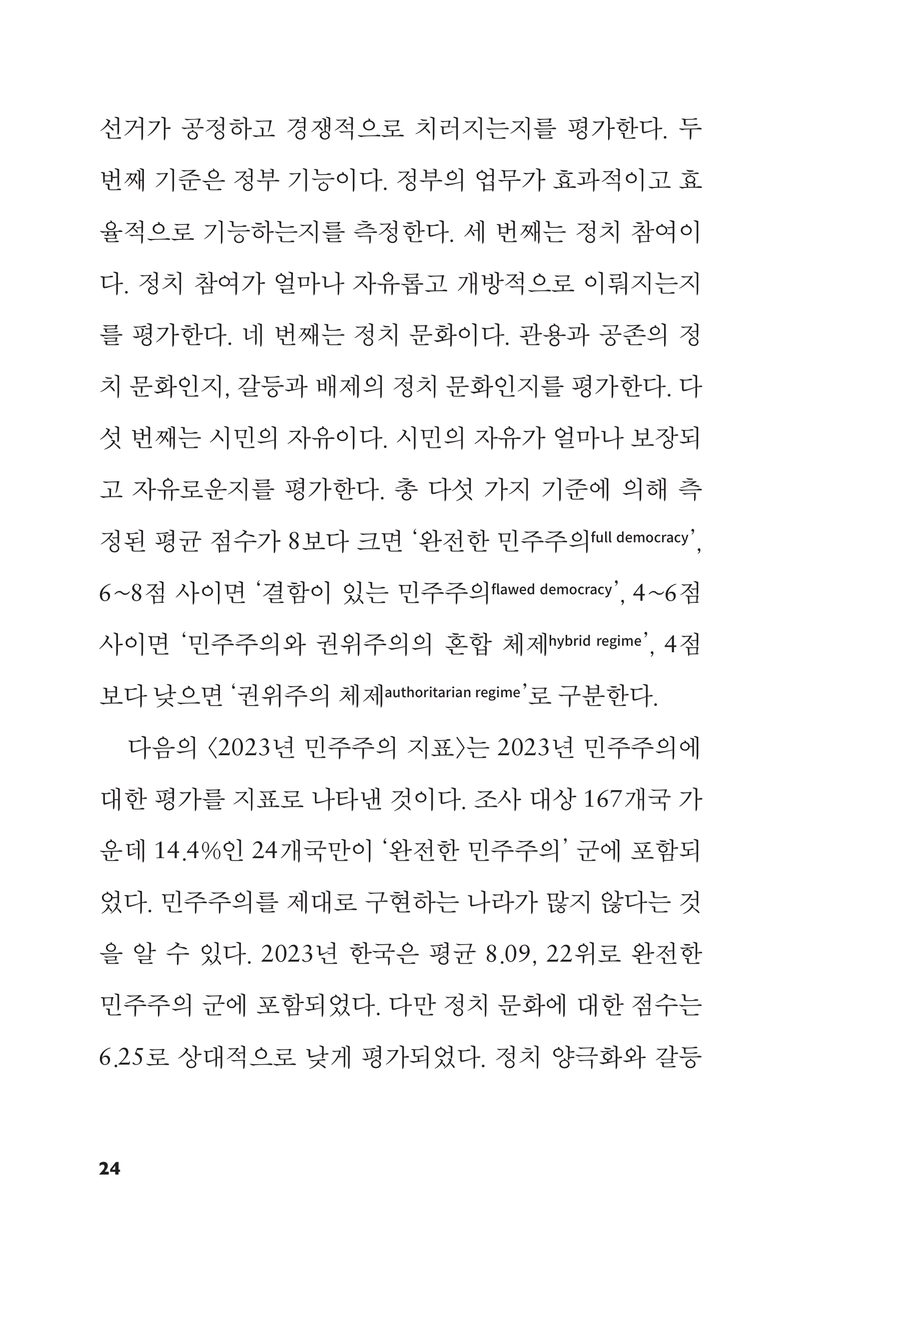 선거가 공정하고 경쟁적으로 치러지는지를 평가한다. 두
번째 기준은 정부 기능이다. 정부의 업무가 효과적이고 효
율적으로 기능하는지를 측정한다. 세 번째는 정치 참여이
다. 정치 참여가 얼마나 자유롭고 개방적으로 이뤄지는지
를 평가한다. 네 번째는 정치 문화이다. 관용과 공존의 정
치 문화인지, 갈등과 배제의 정치 문화인지를 평가한다. 다
섯 번째는 시민의 자유이다. 시민의 자유가 얼마나 보장되
고 자유로운지를 평가한다. 총 다섯 가지 기준에 의해 측
정된 평균 점수가 8보다 크면 ‘완전한 민주주의full democracy’,
6~8점 사이면 ‘결함이 있는 민주주의flawed democracy’, 4~6점
사이면 ‘민주주의와 권위주의의 혼합 체제hybrid regime’, 4점
보다 낮으면 ‘권위주의 체제authoritarian regime’로 구분한다.
다음의 〈2023년 민주주의 지표〉는 2023년 민주주의에
대한 평가를 지표로 나타낸 것이다. 조사 대상 167개국 가
운데 14.4%인 24개국만이 ‘완전한 민주주의’ 군에 포함되
었다. 민주주의를 제대로 구현하는 나라가 많지 않다는 것
을 알 수 있다. 2023년 한국은 평균 8.09, 22위로 완전한
민주주의 군에 포함되었다. 다만 정치 문화에 대한 점수는
6.25로 상대적으로 낮게 평가되었다. 정치 양극화와 갈등
24